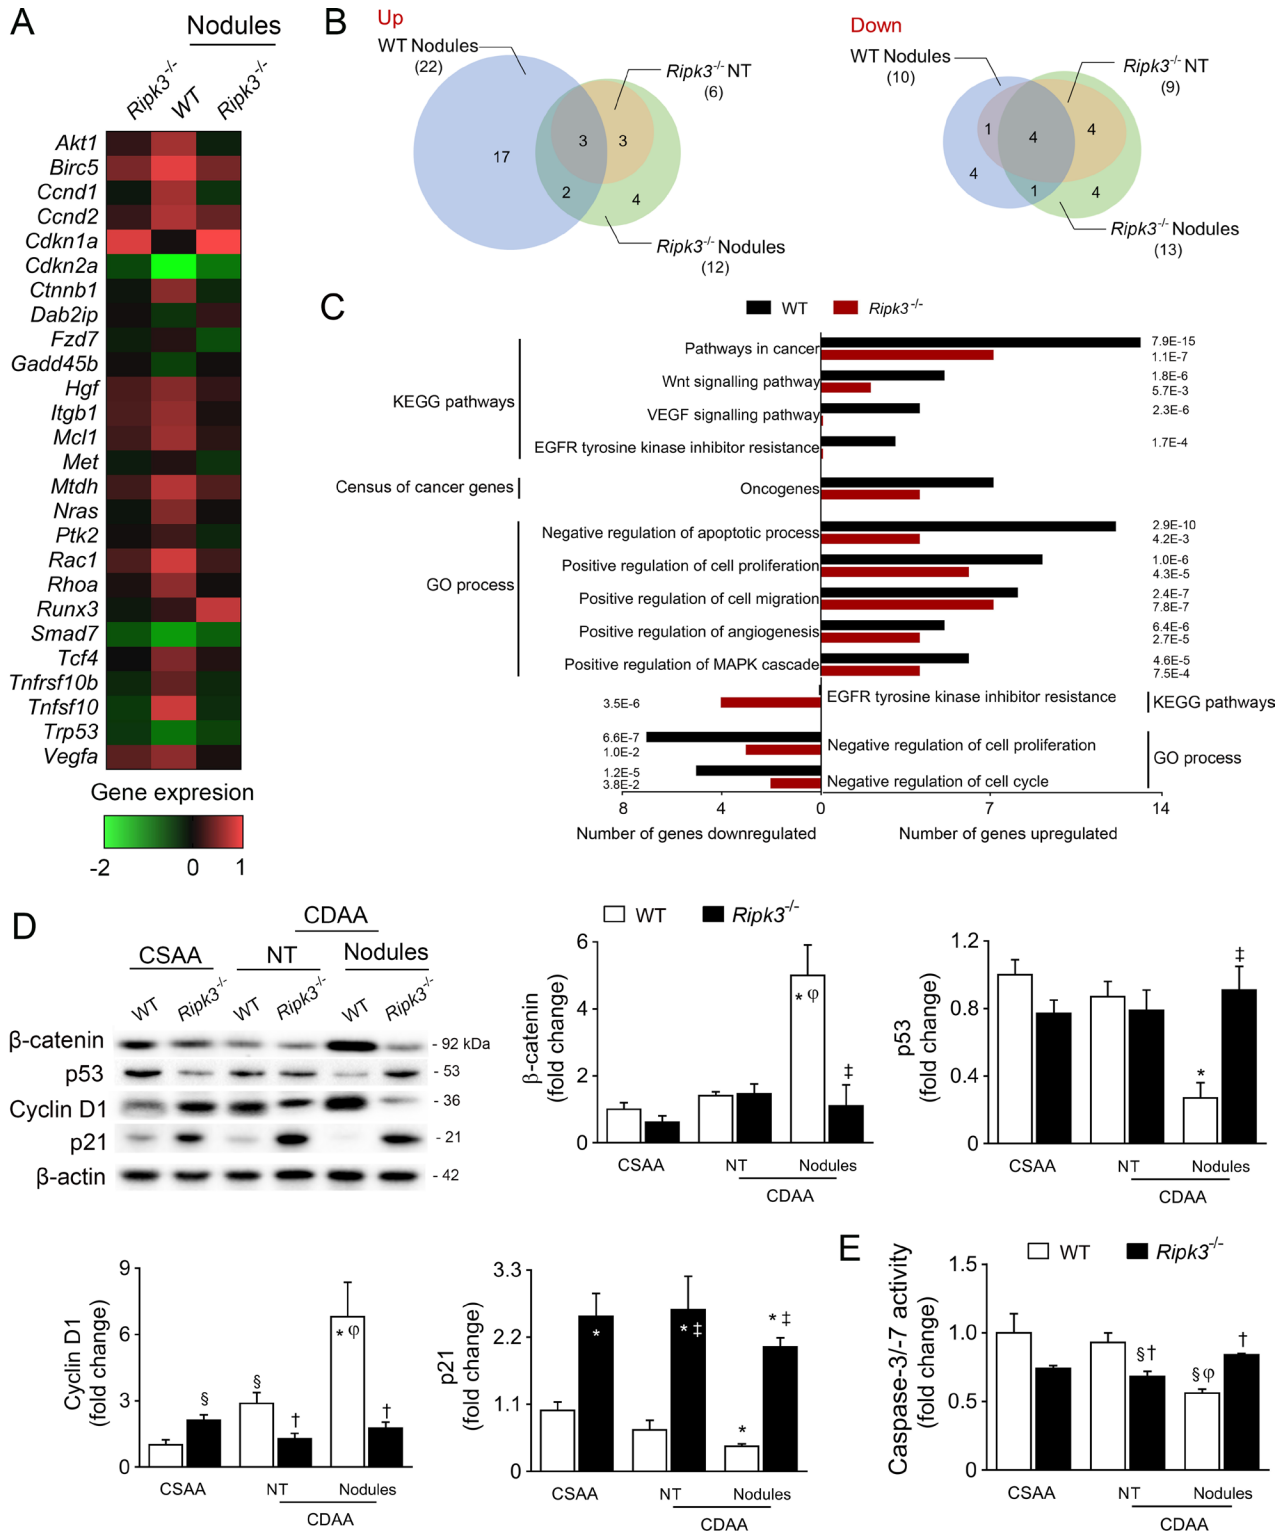 A
Nodules
Ripk3-/-
WT
Ripk3-/-
Akt1
Birc5
Ccnd1
Ccnd2
Cdkn1a
Cdkn2a
Ctnnb1
Dab2ip
Fzd7
Gadd45b
Hgf
Itgb1
Mcl1
Met
Mtdh
Nras
Ptk2
Rac1
Rhoa
Runx3
Smad7
Tcf4
Tnfrsf10b
Tnfsf10
Trp53
Vegfa
Gene expresion
-2 0 1
B
Up
WT Nodules
(22)
Ripk3-/- NT
(6)
17
3
3
2
4
Ripk3-/- Nodules
(12)
Down
WT Nodules
(10)
Ripk3-/- NT
(9)
1
4
4
4
1
4
Ripk3-/- Nodules
(13)
C
WT Ripk3-/-
KEGG pathways
Pathways in cancer
7.9E-15
1.1E-7
Wnt signalling pathway
1.8E-6
5.7E-3
VEGF signalling pathway
2.3E-6
EGFR tyrosine kinase inhibitor resistance
1.7E-4
Census of cancer genes
Oncogenes
GO process
Negative regulation of apoptotic process
2.9E-10
4.2E-3
Positive regulation of cell proliferation
1.0E-6
4.3E-5
Positive regulation of cell migration
2.4E-7
7.8E-7
Positive regulation of angiogenesis
6.4E-6
2.7E-5
Positive regulation of MAPK cascade
4.6E-5
7.5E-4
3.5E-6
EGFR tyrosine kinase inhibitor resistance
KEGG pathways
6.6E-7
1.0E-2
Negative regulation of cell proliferation
GO process
1.2E-5
3.8E-2
Negative regulation of cell cycle
8 4 0 7 14
Number of genes downregulated
Number of genes upregulated
D
CDAA
CSAA NT Nodules
WT Ripk3-/- WT Ripk3-/- WT Ripk3-/-
β-catenin
- 92 kDa
p53
- 53
Cyclin D1
- 36
p21
- 21
β-actin
- 42
WT Ripk3-/-
β-catenin
(fold change)
6
4
2
0
* φ
‡
CSAA NT Nodules
CDAA
p53
(fold change)
1.2
0.8
0.4
0
*
‡
CSAA NT Nodules
CDAA
Cyclin D1
(fold change)
9
6
3
0
§
§
†
* φ
†
CSAA NT Nodules
CDAA
p21
(fold change)
3.3
2.2
1.1
0
*
* ‡
*
* ‡
CSAA NT Nodules
CDAA
E
WT Ripk3-/-
Caspase-3/-7 activity
(fold change)
1.5
1.0
0.5
0
§ †
§ φ
†
CSAA NT Nodules
CDAA